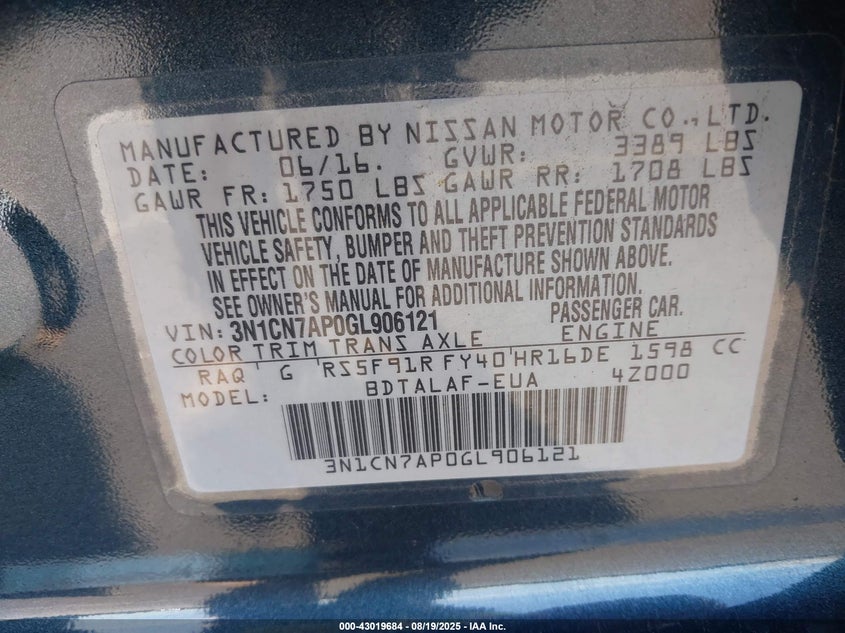 MANUFACTURED BY NISSAN MOTOR CO.,LTD.
DATE: 06/16. GVWR: 3389 LBS
GAWR FR: 1750 LBS GAWR RR: 1708 LBS
THIS VEHICLE CONFORMS TO ALL APPLICABLE FEDERAL MOTOR
VEHICLE SAFETY, BUMPER AND THEFT PREVENTION STANDARDS
IN EFFECT ON THE DATE OF MANUFACTURE SHOWN ABOVE.
SEE OWNER'S MANUAL FOR ADDITIONAL INFORMATION.
VIN: 3N1CN7AP0GL906121 PASSENGER CAR.
COLOR TRIM TRANS AXLE ENGINE
RAQ G RS5F91R FY40 HR16DE 1598 CC
MODEL: BDTALAF-EUA 4Z000
3N1CN7AP0GL906121
000-43019684 - 08/19/2025 - IAA Inc.